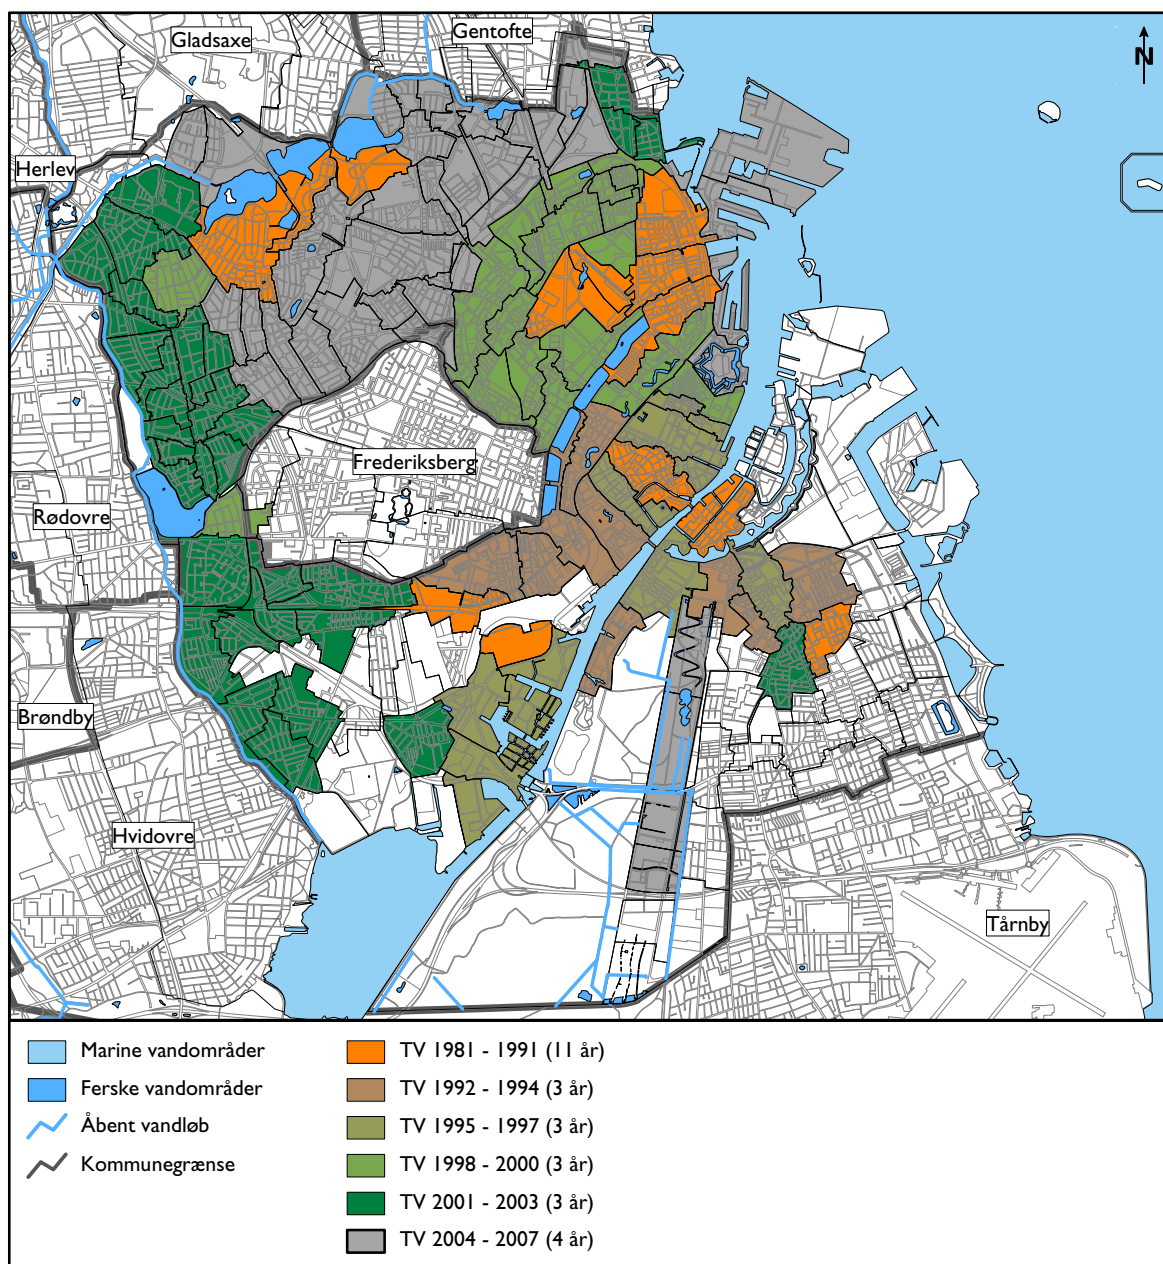 Gladsaxe
Gentofte
N
Herlev
Frederiksberg
Rødovre
Brøndby
Hvidovre
Tårnby
Marine vandområder
Ferske vandområder
Åbent vandløb
Kommunegrænse
TV 1981 - 1991 (11 år)
TV 1992 - 1994 (3 år)
TV 1995 - 1997 (3 år)
TV 1998 - 2000 (3 år)
TV 2001 - 2003 (3 år)
TV 2004 - 2007 (4 år)